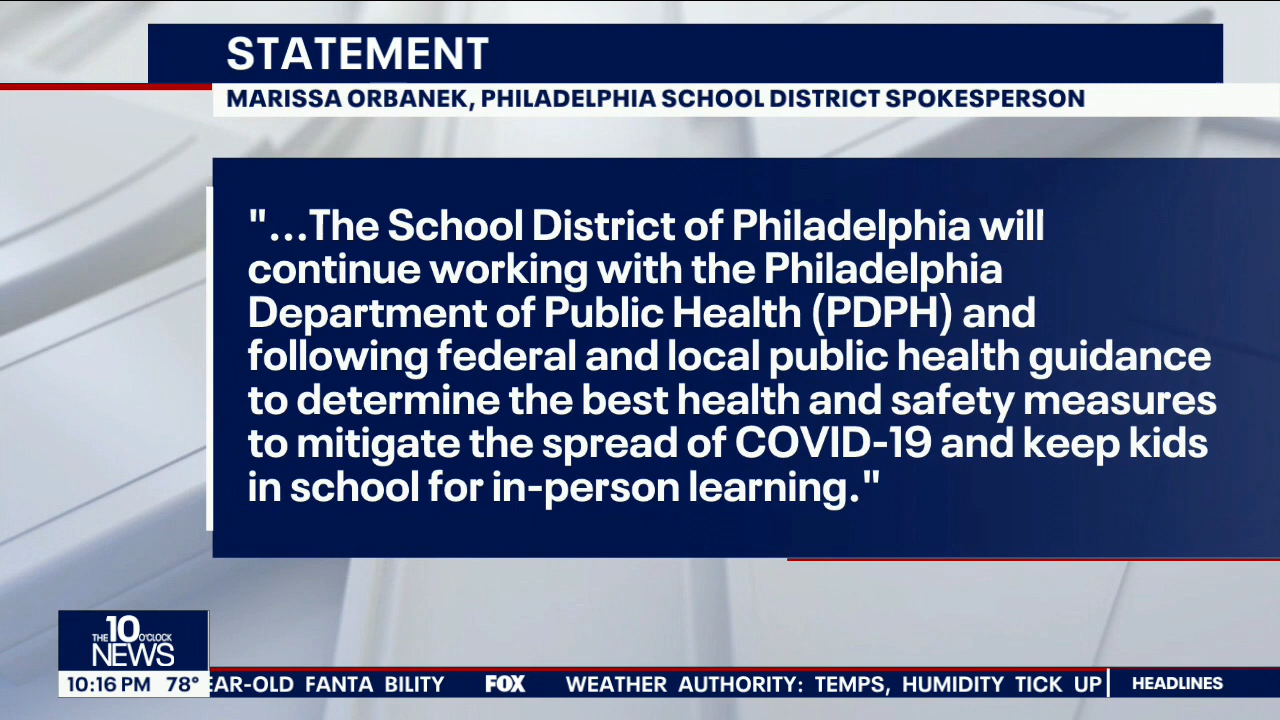 STATEMENT
MARISSA ORBANEK, PHILADELPHIA SCHOOL DISTRICT SPOKESPERSON
"...The School District of Philadelphia will
continue working with the Philadelphia
Department of Public Health (PDPH) and
following federal and local public health guidance
to determine the best health and safety measures
to mitigate the spread of COVID-19 and keep kids
in school for in-person learning."
THE 10 O'CLOCK
NEWS
10:16 PM 78°
EAR-OLD FANTA BILITY FOX WEATHER AUTHORITY: TEMPS, HUMIDITY TICK UP HEADLINES